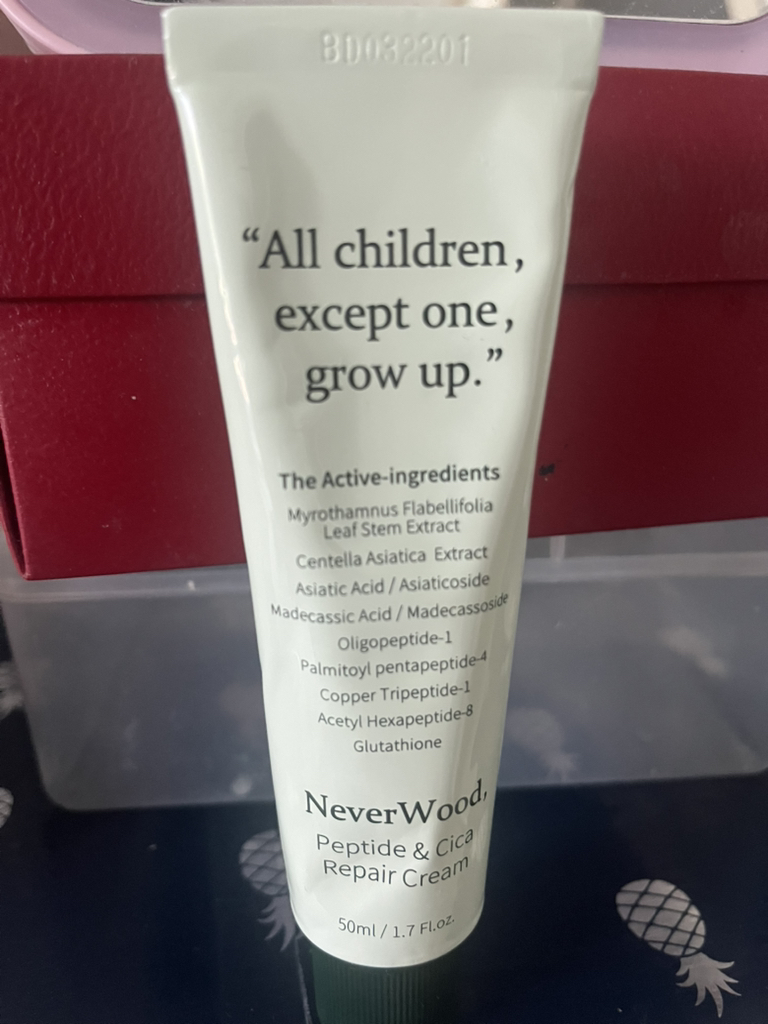 BD032201
“All children,
except one,
grow up.”
The Active-ingredients
Myrothamnus Flabellifolia
Leaf Stem Extract
Centella Asiatica Extract
Asiatic Acid / Asiaticoside
Madecassic Acid / Madecassoside
Oligopeptide-1
Palmitoyl pentapeptide-4
Copper Tripeptide-1
Acetyl Hexapeptide-8
Glutathione
NeverWood,
Peptide & Cica
Repair Cream
50ml / 1.7 Fl.oz.